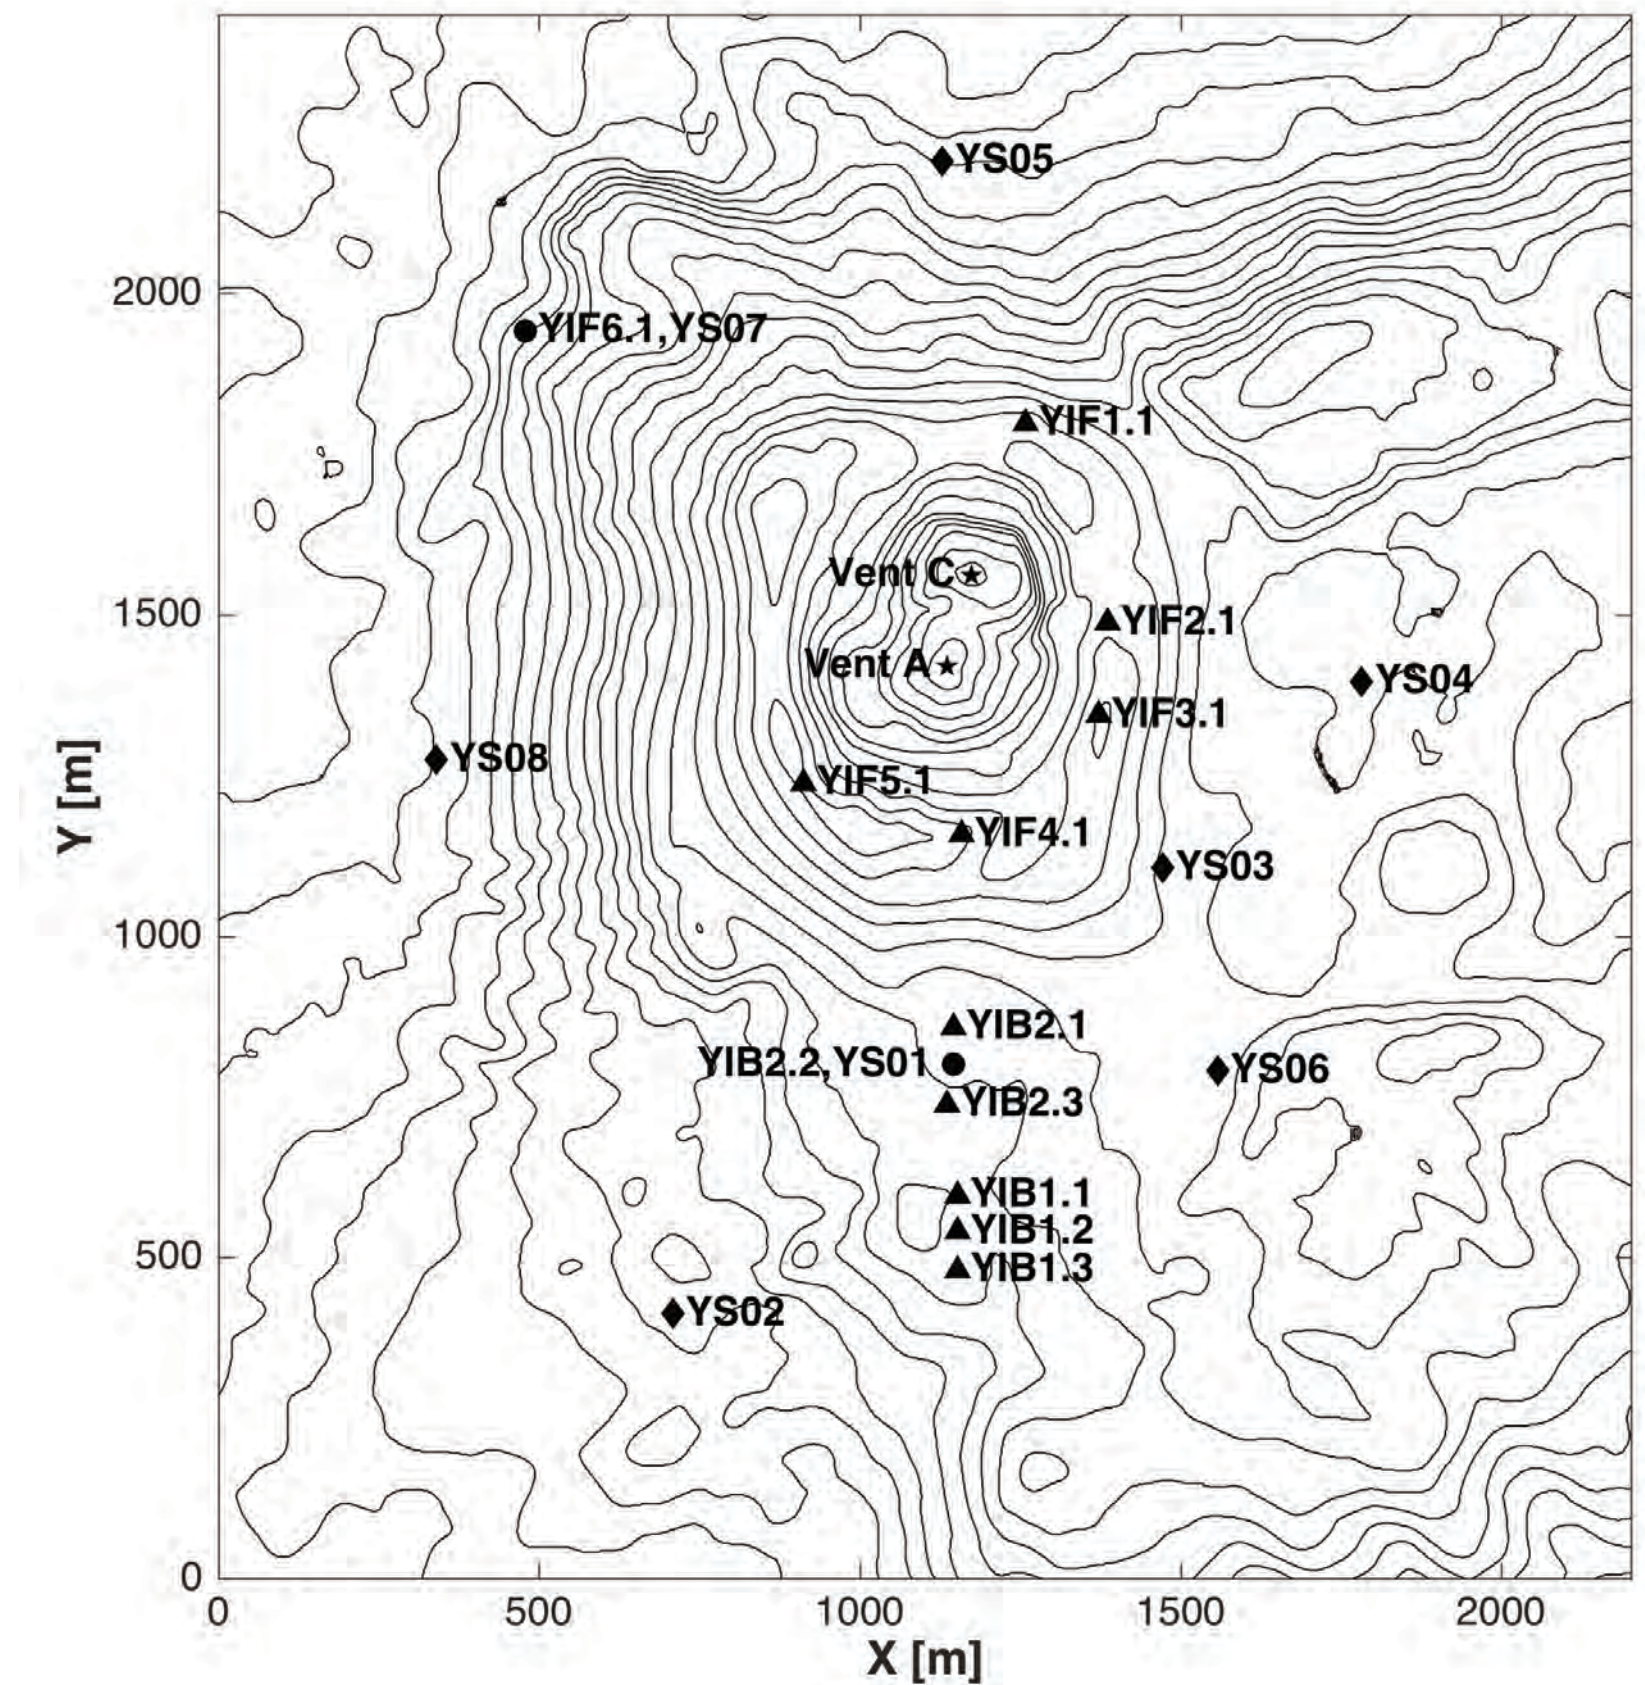 YS05
2000
YIF6.1,YS07
YIF1.1
Vent C
1500
YIF2.1
Vent A
YS04
YIF3.1
YS08
YIF5.1
Y [m]
YIF4.1
YS03
1000
YIB2.1
YIB2.2,YS01
YS06
YIB2.3
YIB1.1
YIB1.2
500
YIB1.3
YS02
0
0 500 1000 1500 2000
X [m]